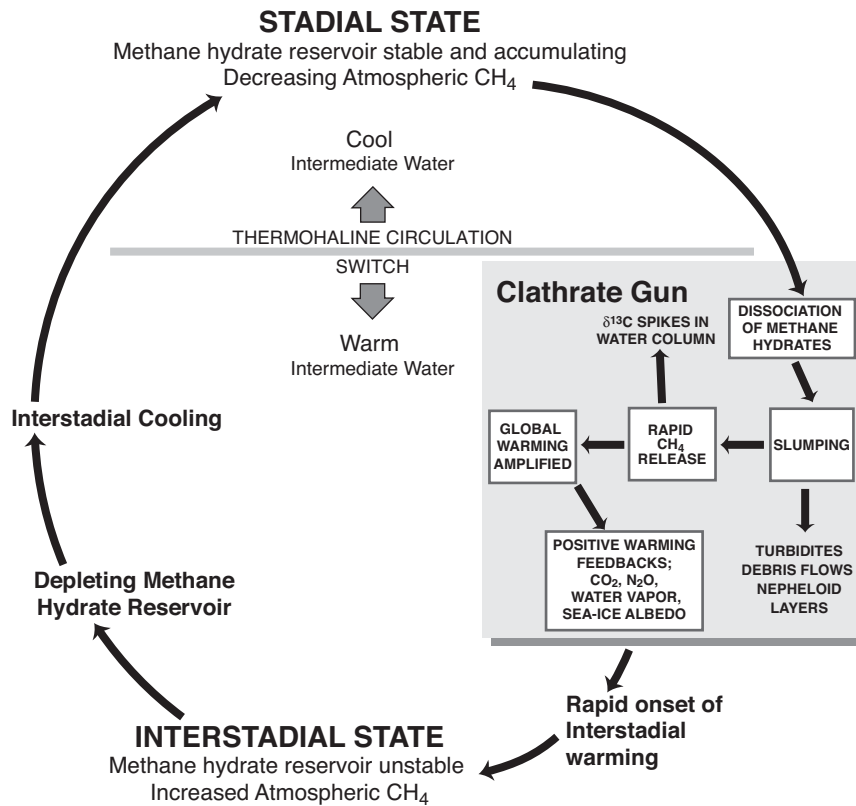 STADIAL STATE
Methane hydrate reservoir stable and accumulating
Decreasing Atmospheric CH₄
Cool
Intermediate Water
THERMOHALINE CIRCULATION
SWITCH
Warm
Intermediate Water
Clathrate Gun
δ¹³C SPIKES IN
WATER COLUMN
DISSOCIATION
OF METHANE
HYDRATES
SLUMPING
RAPID
CH₄
RELEASE
GLOBAL
WARMING
AMPLIFIED
POSITIVE WARMING
FEEDBACKS;
CO₂, N₂O,
WATER VAPOR,
SEA-ICE ALBEDO
TURBIDITES
DEBRIS FLOWS
NEPHELOID
LAYERS
Rapid onset of
Interstadial
warming
INTERSTADIAL STATE
Methane hydrate reservoir unstable
Increased Atmospheric CH₄
Depleting Methane
Hydrate Reservoir
Interstadial Cooling